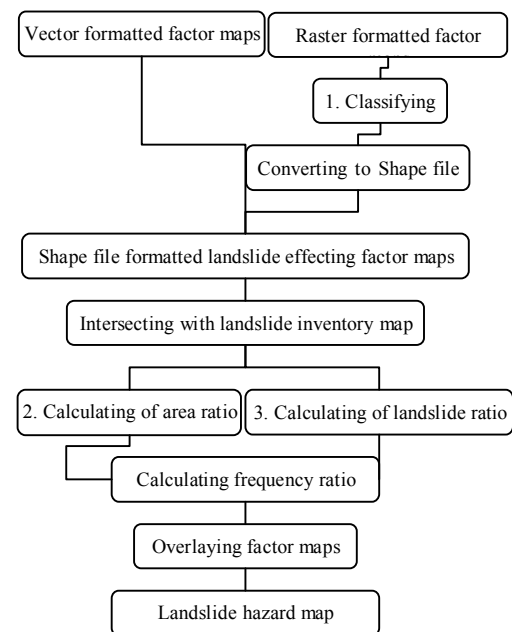 Vector formatted factor maps
Raster formatted factor
1. Classifying
Converting to Shape file
Shape file formatted landslide effecting factor maps
Intersecting with landslide inventory map
2. Calculating of area ratio
3. Calculating of landslide ratio
Calculating frequency ratio
Overlaying factor maps
Landslide hazard map